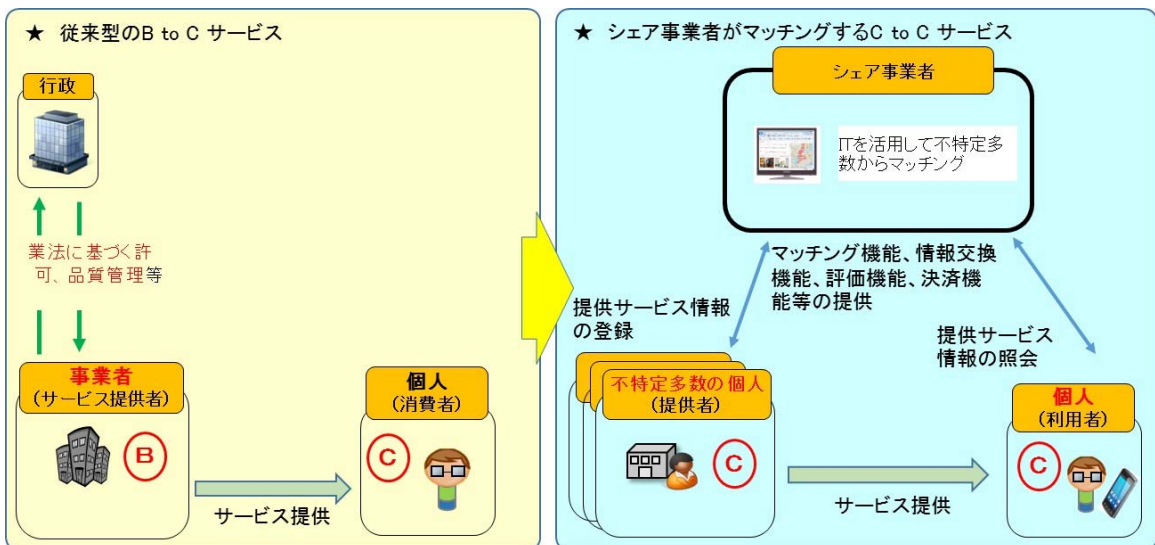 ★ 従来型のB to C サービス
行政
業法に基づく許
可、品質管理等
事業者
(サービス提供者)
B
サービス提供
個人
(消費者)
C
★ シェア事業者がマッチングするC to C サービス
シェア事業者
ITを活用して不特定多
数からマッチング
マッチング機能、情報交換
機能、評価機能、決済機
能等の提供
提供サービス情報
の登録
提供サービス
情報の照会
不特定多数の個人
(提供者)
C
サービス提供
個人
(利用者)
C